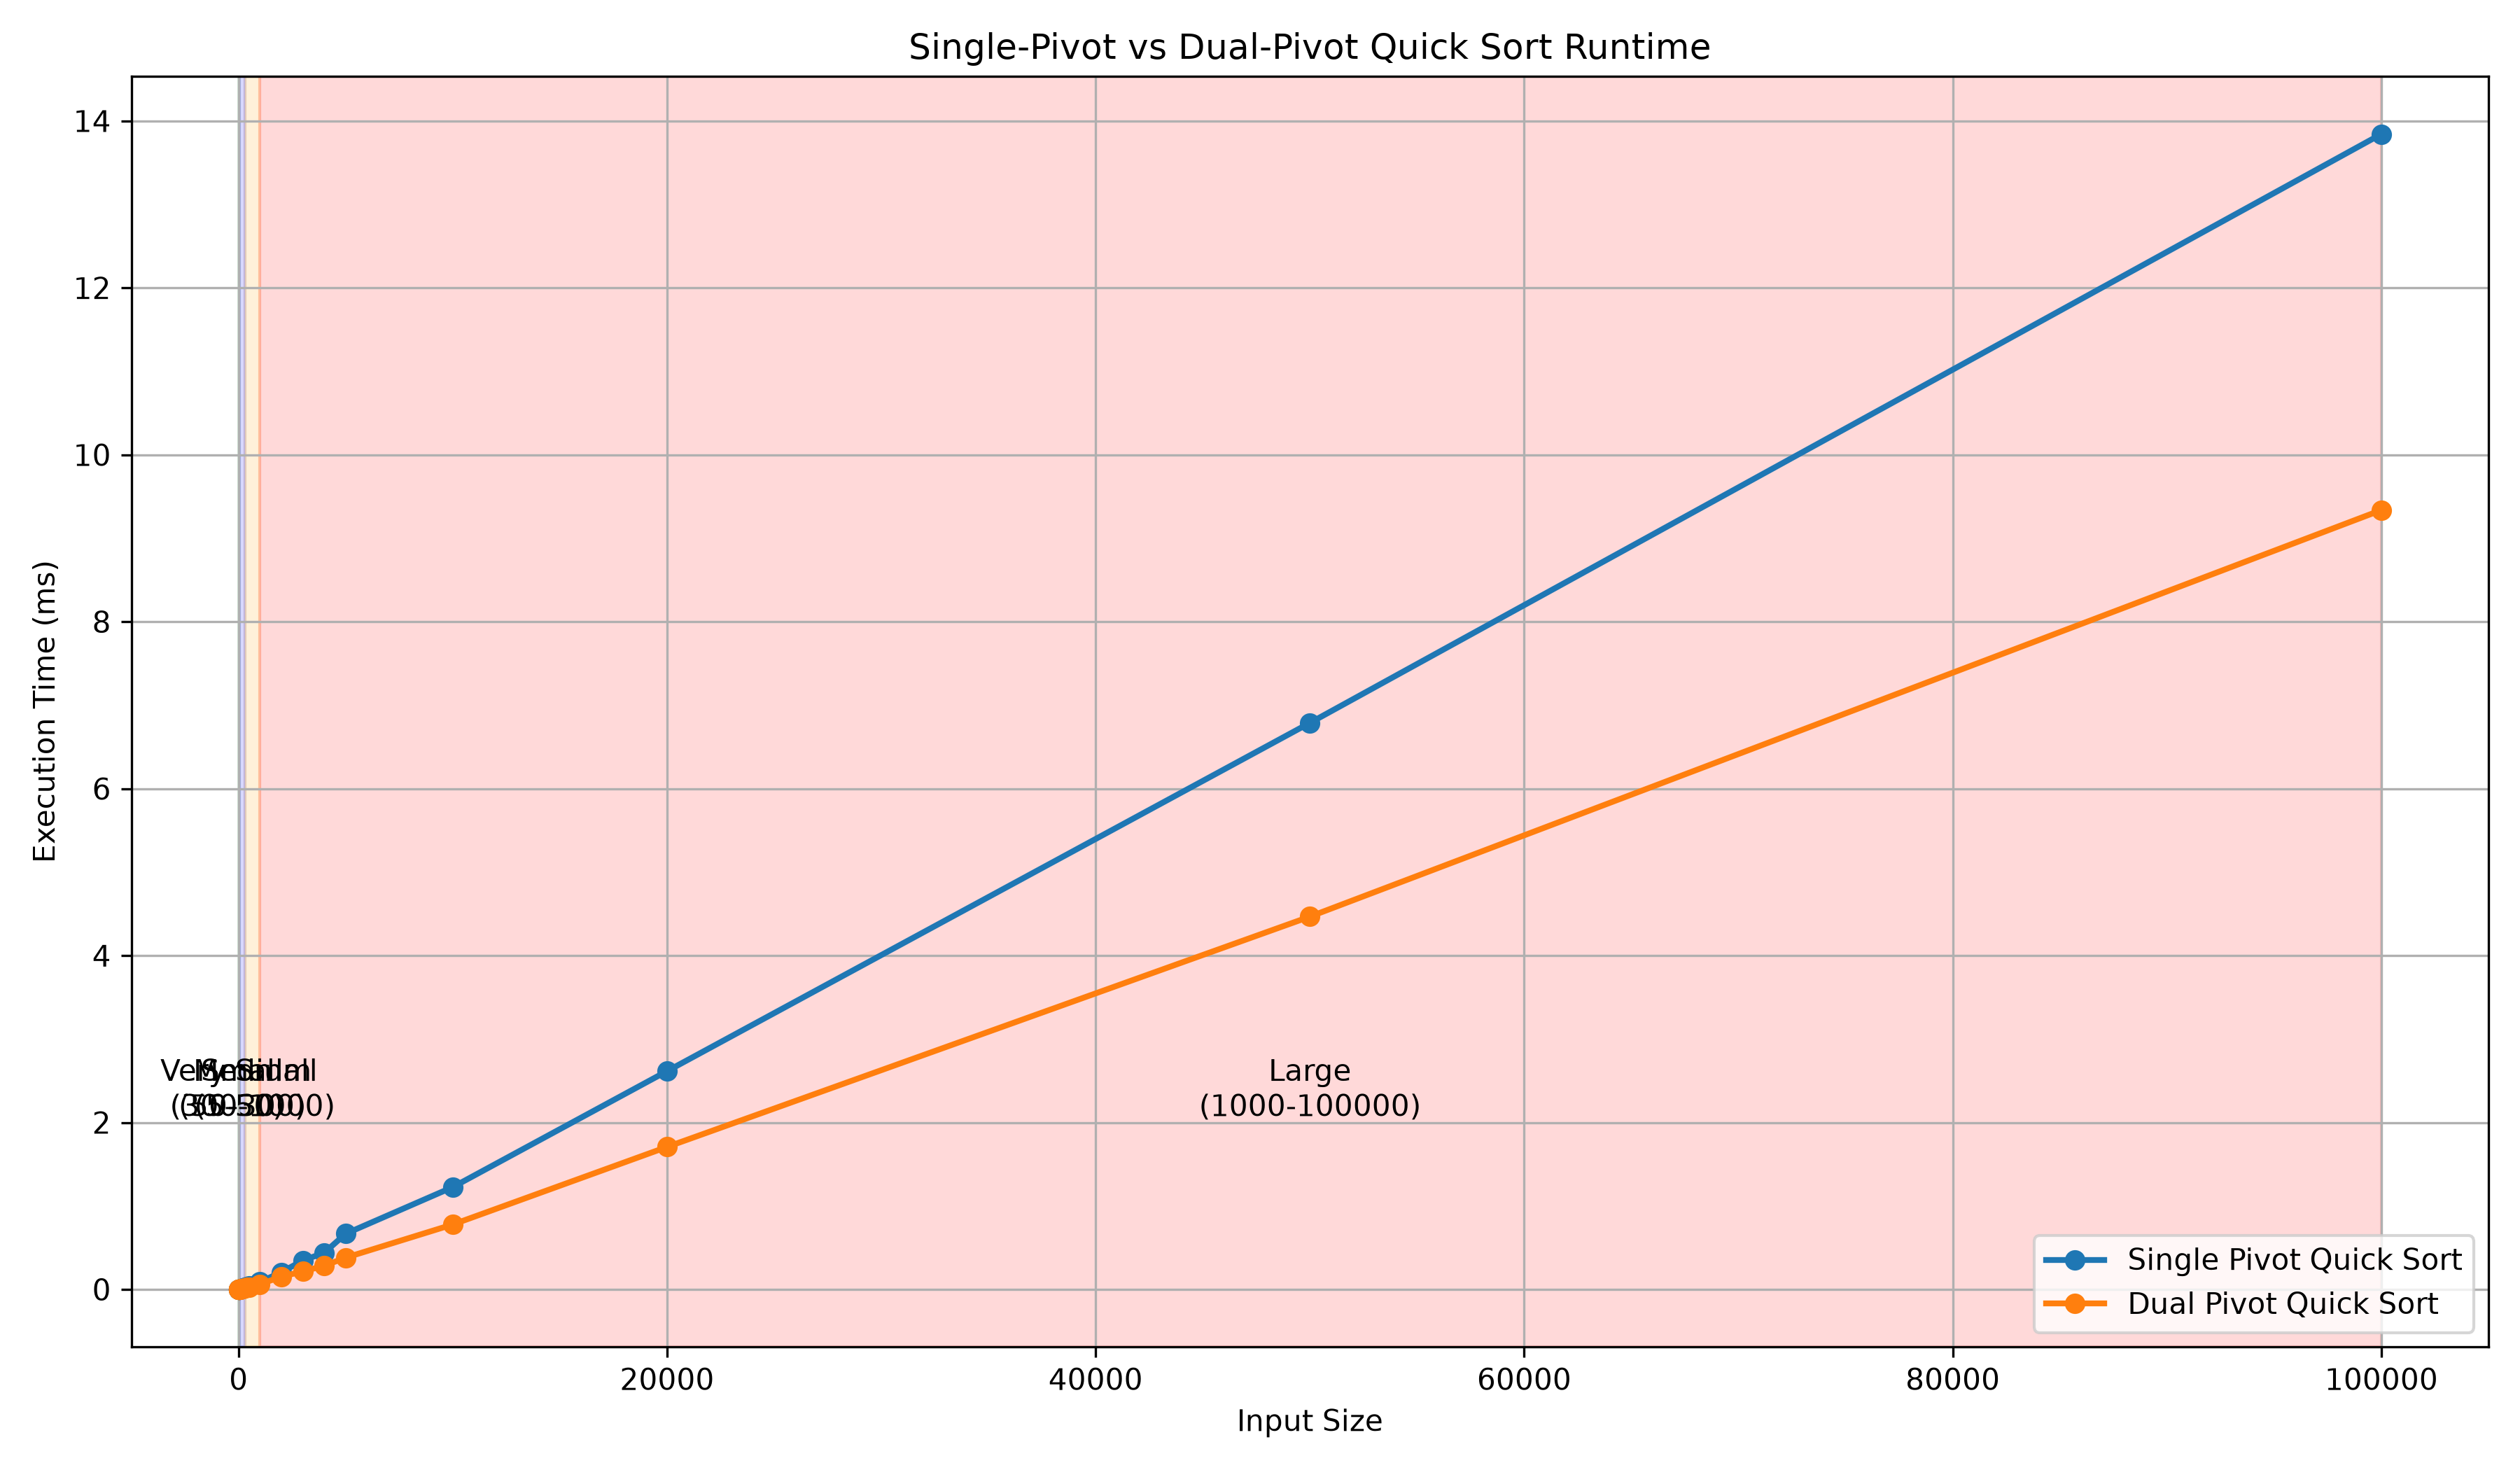 Single-Pivot vs Dual-Pivot Quick Sort Runtime
Execution Time (ms)
14
12
10
8
6
4
2
0
Large
(1000-100000)
Single Pivot Quick Sort
Dual Pivot Quick Sort
0
20000
40000
60000
80000
100000
Input Size